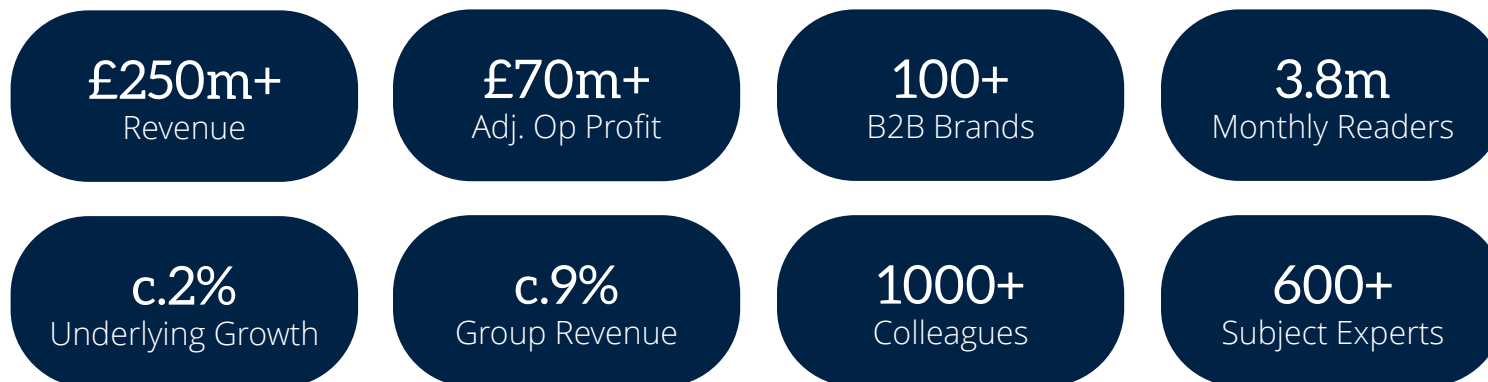 £250m+
Revenue
£70m+
Adj. Op Profit
100+
B2B Brands
3.8m
Monthly Readers
c.2%
Underlying Growth
c.9%
Group Revenue
1000+
Colleagues
600+
Subject Experts